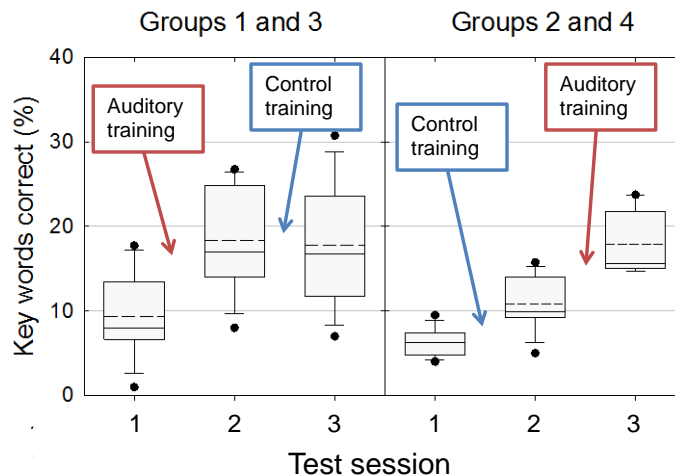 Groups 1 and 3
Groups 2 and 4
Key words correct (%)
40
30
20
10
0
Auditory
training
Control
training
Control
training
Auditory
training
1 2 3 1 2 3
Test session